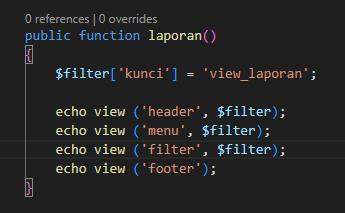 0 references | 0 overrides
public function laporan()
{
$filter['kunci'] = 'view_laporan';
echo view ('header', $filter);
echo view ('menu', $filter);
echo view ('filter', $filter);
echo view ('footer');
}